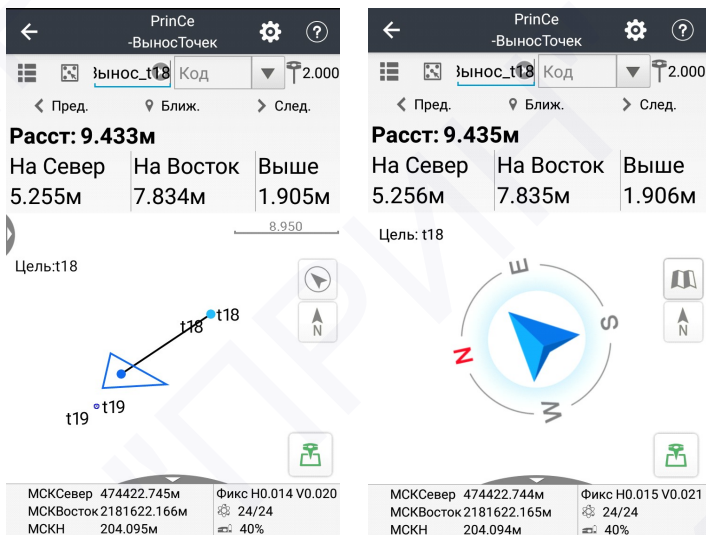 PrinCe
-ВыносТочек
?
Вынос_t18 Код 2.000
Пред. Ближ. След.
Расст: 9.433м
На Север На Восток Выше
5.255м 7.834м 1.905м
8.950
Цель:t18
N
t18
t18
t19
t19
МСКСевер 474422.745м Фикс H0.014 V0.020
МСКВосток 2181622.166м 24/24
МСКН 204.095м 40%
PrinCe
-ВыносТочек
?
Вынос_t18 Код 2.000
Пред. Ближ. След.
Расст: 9.435м
На Север На Восток Выше
5.256м 7.835м 1.906м
Цель: t18
E
S
N
W
N
МСКСевер 474422.744м Фикс H0.015 V0.021
МСКВосток 2181622.165м 24/24
МСКН 204.094м 40%
"ПРИН"